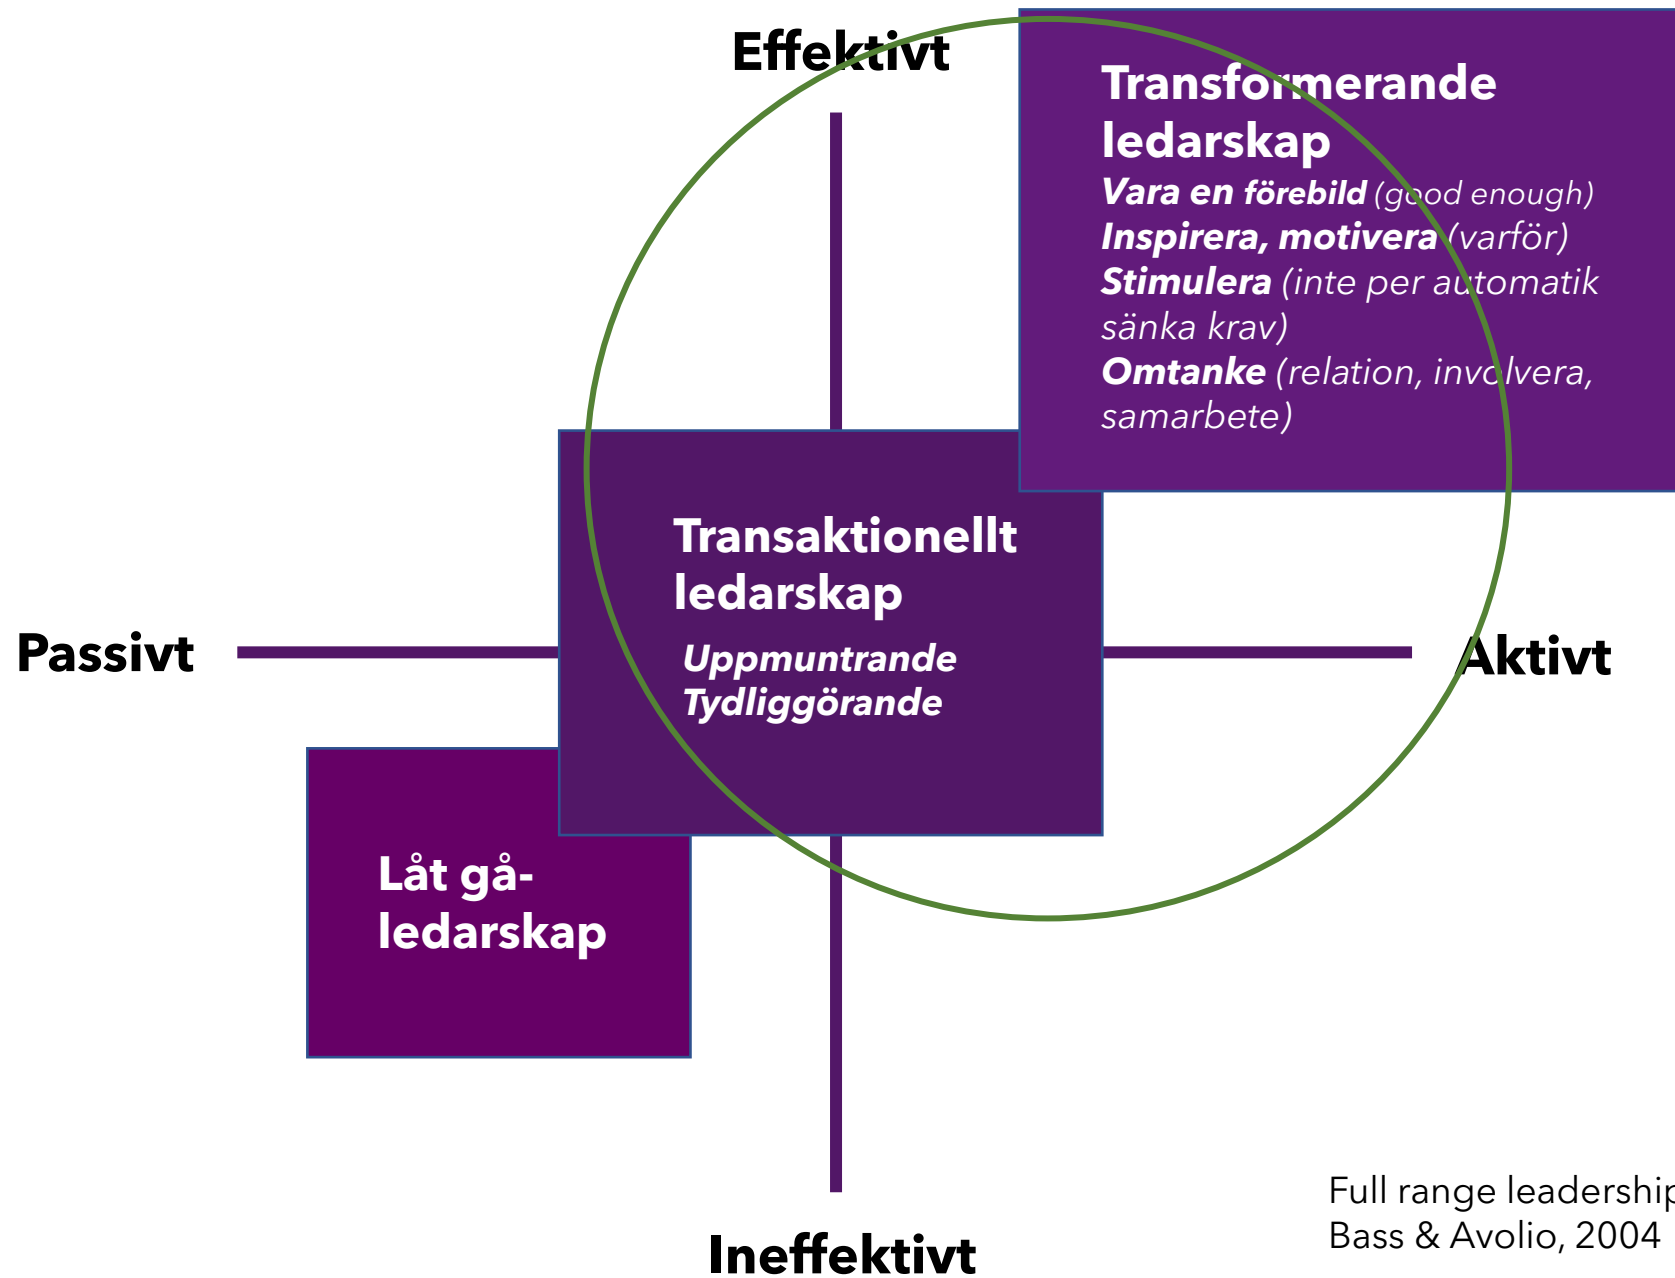 Effektivt
Transformerande
ledarskap
Vara en förebild (good enough)
Inspirera, motivera (varför)
Stimulera (inte per automatik
sänka krav)
Omtanke (relation, involvera,
samarbete)
Transaktionellt
ledarskap
Uppmuntrande
Tydliggörande
Passivt
Aktivt
Låt gå-
ledarskap
Ineffektivt
Full range leadership
Bass & Avolio, 2004